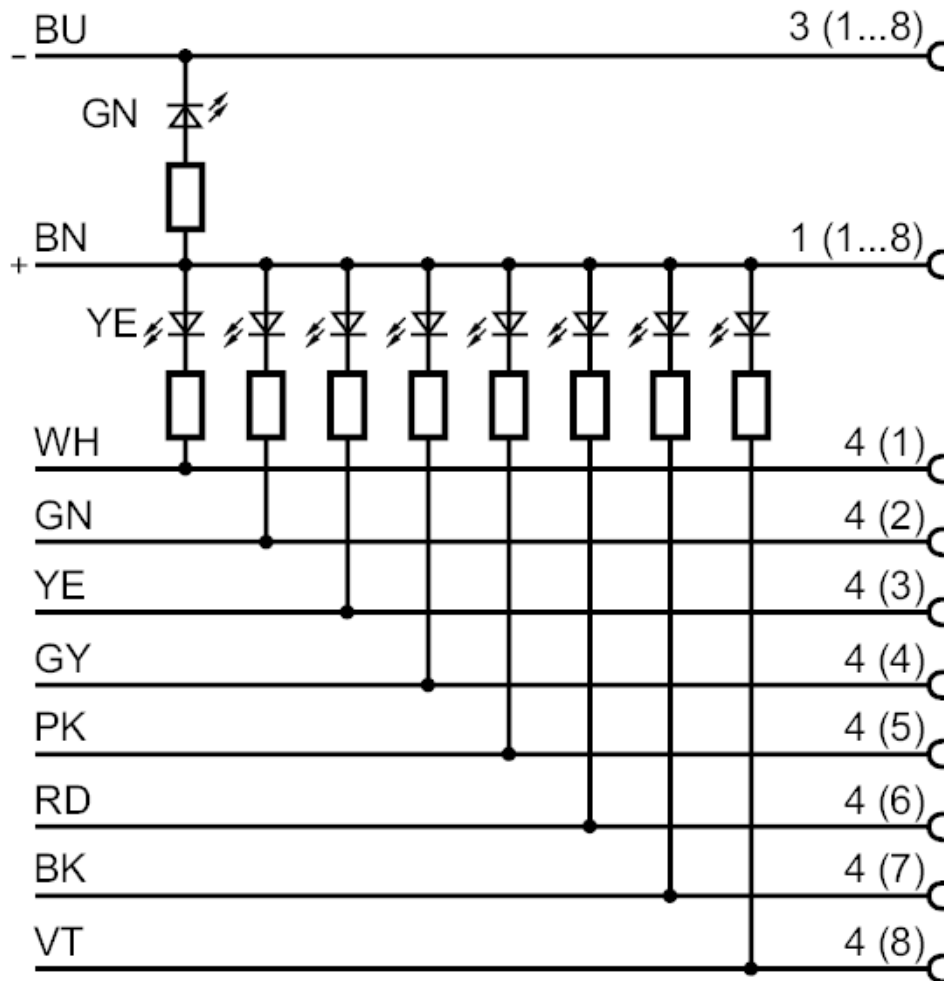 BU 3 (1...8)
-
GN
BN 1 (1...8)
+
YE
WH 4 (1)
GN 4 (2)
YE 4 (3)
GY 4 (4)
PK 4 (5)
RD 4 (6)
BK 4 (7)
VT 4 (8)